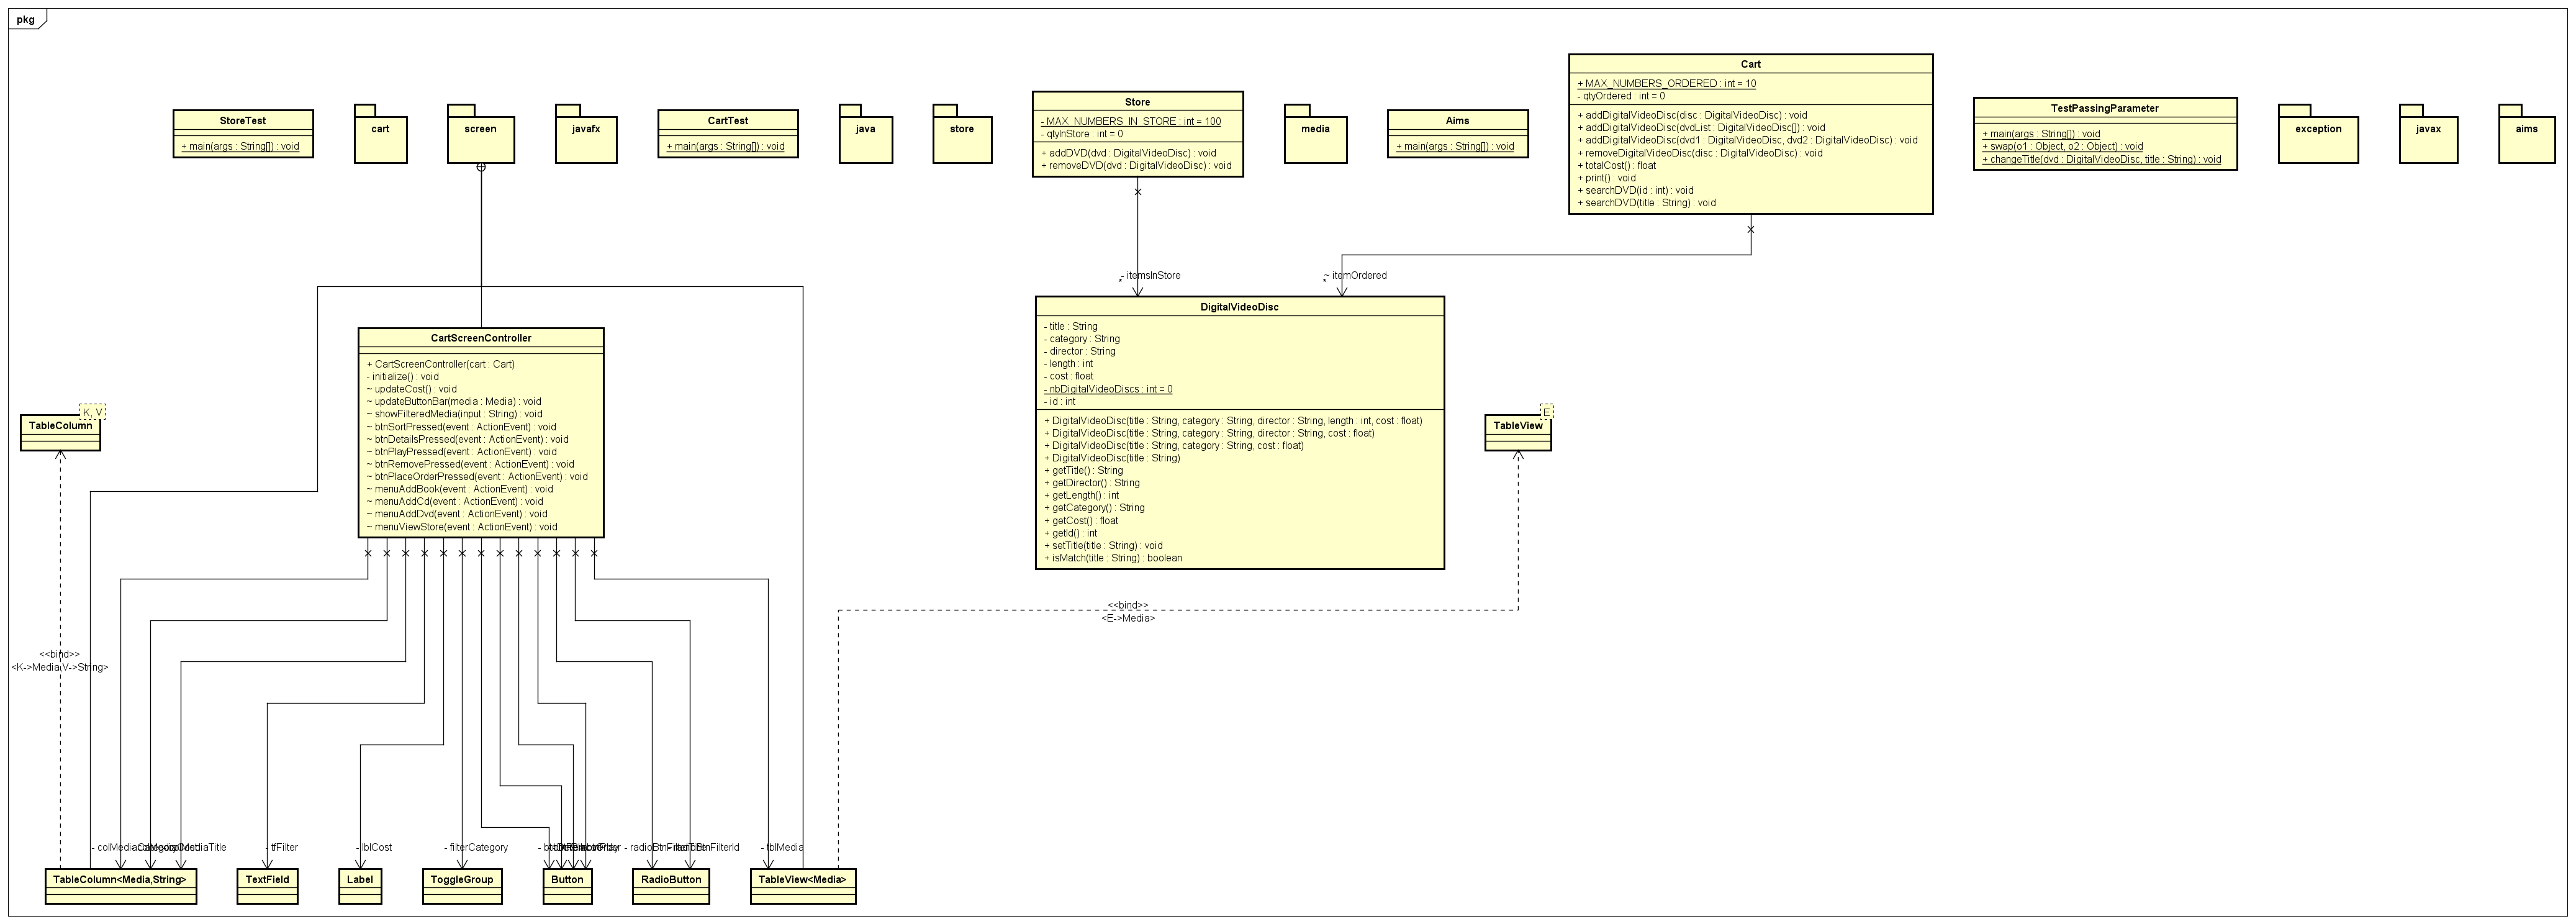 pkg
StoreTest
+ main(args : String[]) : void
cart
screen
javafx
CartTest
+ main(args : String[]) : void
java
store
Store
- MAX_NUMBERS_IN_STORE : int = 100
- qtyInStore : int = 0
+ addDVD(dvd : DigitalVideoDisc) : void
+ removeDVD(dvd : DigitalVideoDisc) : void
media
Aims
+ main(args : String[]) : void
Cart
+ MAX_NUMBERS_ORDERED : int = 10
- qtyOrdered : int = 0
+ addDigitalVideoDisc(disc : DigitalVideoDisc) : void
+ addDigitalVideoDisc(dvdList : DigitalVideoDisc[]) : void
+ addDigitalVideoDisc(dvd1 : DigitalVideoDisc, dvd2 : DigitalVideoDisc) : void
+ removeDigitalVideoDisc(disc : DigitalVideoDisc) : void
+ totalCost() : float
+ print() : void
+ searchDVD(id : int) : void
+ searchDVD(title : String) : void
TestPassingParameter
+ main(args : String[]) : void
+ swap(o1 : Object, o2 : Object) : void
+ changeTitle(dvd : DigitalVideoDisc, title : String) : void
exception
javax
aims
- itemsInStore
*
~ itemOrdered
*
CartScreenController
+ CartScreenController(cart : Cart)
- initialize() : void
~ updateCost() : void
~ updateButtonBar(media : Media) : void
~ showFilteredMedia(input : String) : void
~ btnSortPressed(event : ActionEvent) : void
~ btnDetailsPressed(event : ActionEvent) : void
~ btnPlayPressed(event : ActionEvent) : void
~ btnRemovePressed(event : ActionEvent) : void
~ btnPlaceOrderPressed(event : ActionEvent) : void
~ menuAddBook(event : ActionEvent) : void
~ menuAddCd(event : ActionEvent) : void
~ menuAddDvd(event : ActionEvent) : void
~ menuViewStore(event : ActionEvent) : void
DigitalVideoDisc
- title : String
- category : String
- director : String
- length : int
- cost : float
- nbDigitalVideoDiscs : int = 0
- id : int
+ DigitalVideoDisc(title : String, category : String, director : String, length : int, cost : float)
+ DigitalVideoDisc(title : String, category : String, director : String, cost : float)
+ DigitalVideoDisc(title : String, category : String, cost : float)
+ DigitalVideoDisc(title : String)
+ getTitle() : String
+ getDirector() : String
+ getLength() : int
+ getCategory() : String
+ getCost() : float
+ getId() : int
+ setTitle(title : String) : void
+ isMatch(title : String) : boolean
K, V
TableColumn
E
TableView
<<bind>>
<E->Media>
<<bind>>
<K->Media,V->String>
- tfFilter
- lblCost
- filterCategory
- radioBtnFilterId
- tblMedia
TableColumn<Media,String>
TextField
Label
ToggleGroup
Button
RadioButton
TableView<Media>